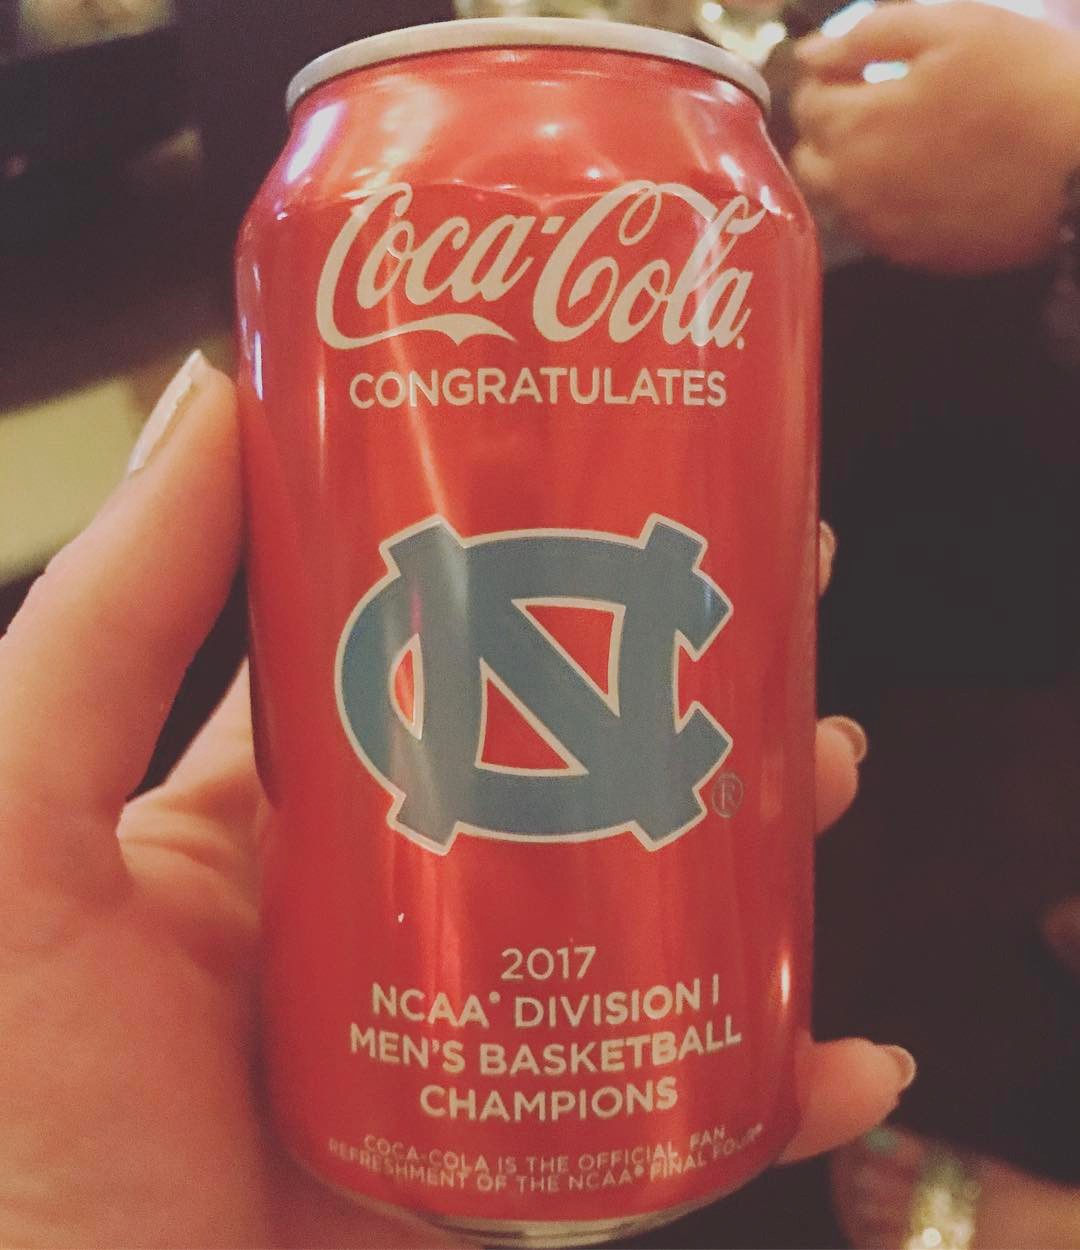 Coca-Cola
CONGRATULATES
NC
®
2017
NCAA® DIVISION I
MEN'S BASKETBALL
CHAMPIONS
COCA-COLA IS THE OFFICIAL FAN
REFRESHMENT OF THE NCAA® FINAL FOUR®